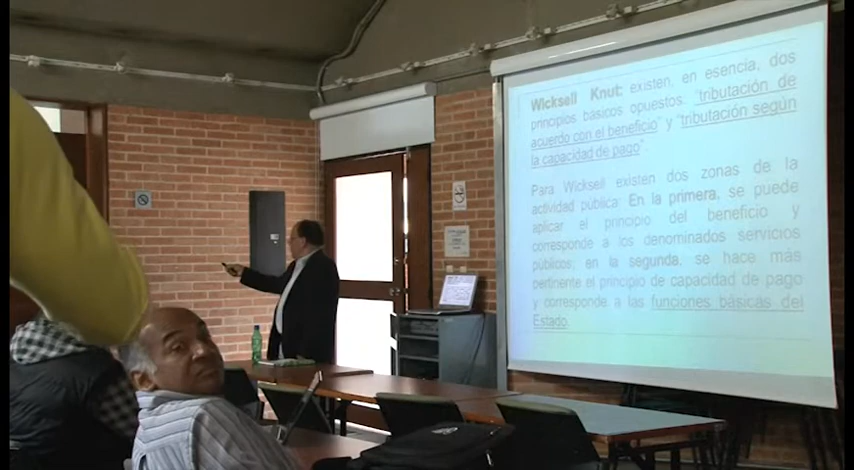 Wicksell Knut: existen, en esencia, dos
principios básicos opuestos: "tributación de
acuerdo con el beneficio" y "tributación según
la capacidad de pago".
Para Wicksell existen dos zonas de la
actividad pública: En la primera, se puede
aplicar el principio del beneficio y
corresponde a los denominados servicios
públicos; en la segunda, se hace más
pertinente el principio de capacidad de pago
y corresponde a las funciones básicas del
Estado.